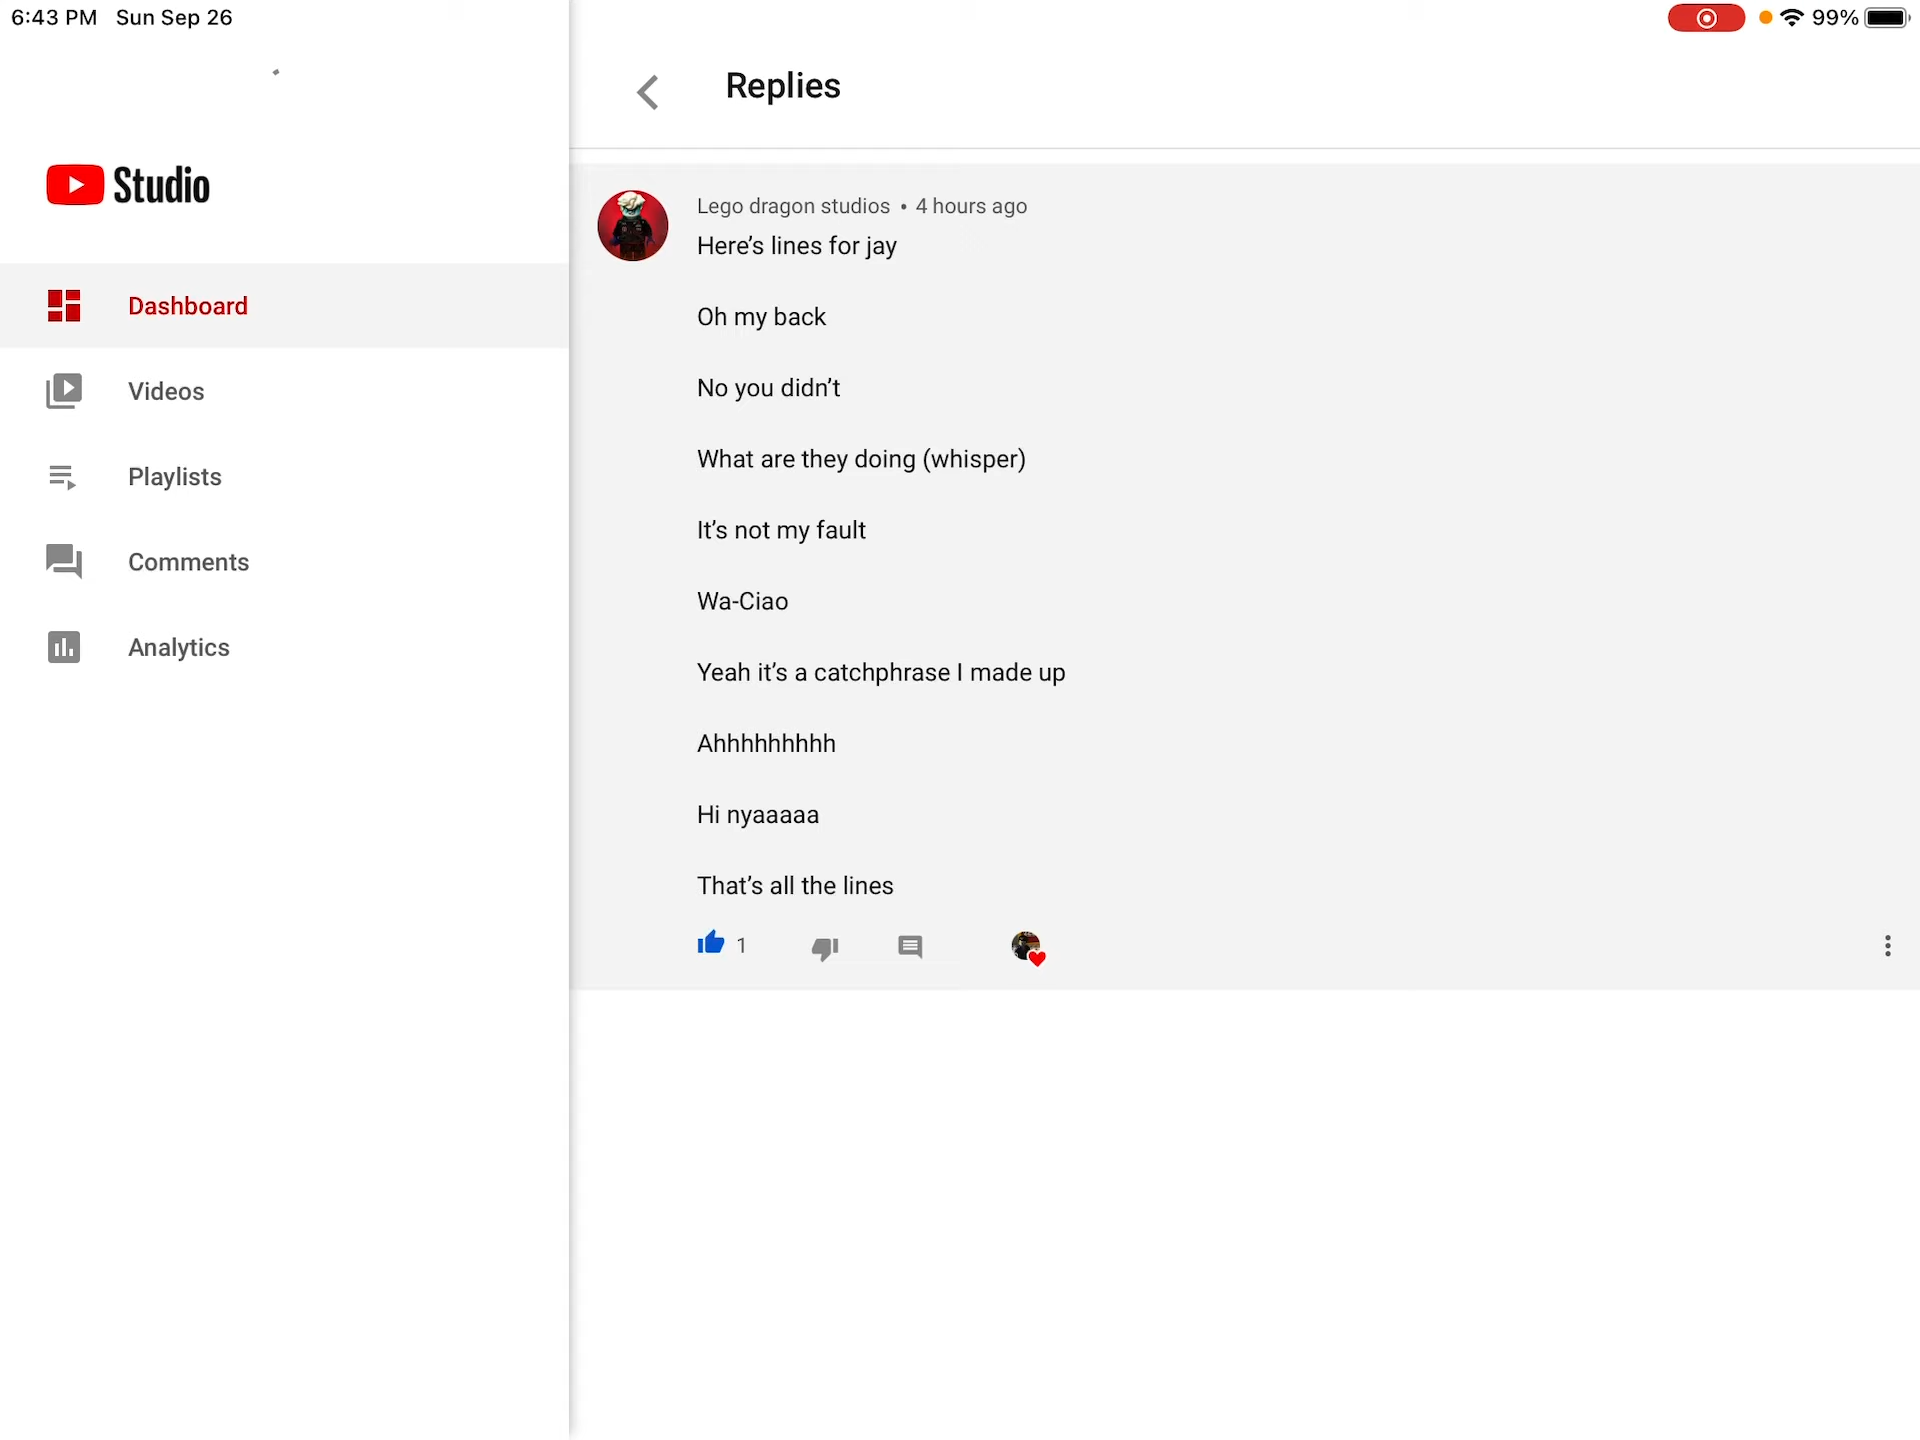 6:43 PM Sun Sep 26
99%
Studio
Dashboard
Videos
Playlists
Comments
Analytics
Replies
Lego dragon studios • 4 hours ago
Here’s lines for jay
Oh my back
No you didn’t
What are they doing (whisper)
It’s not my fault
Wa-Ciao
Yeah it’s a catchphrase I made up
Ahhhhhhhhh
Hi nyaaaaa
That’s all the lines
1